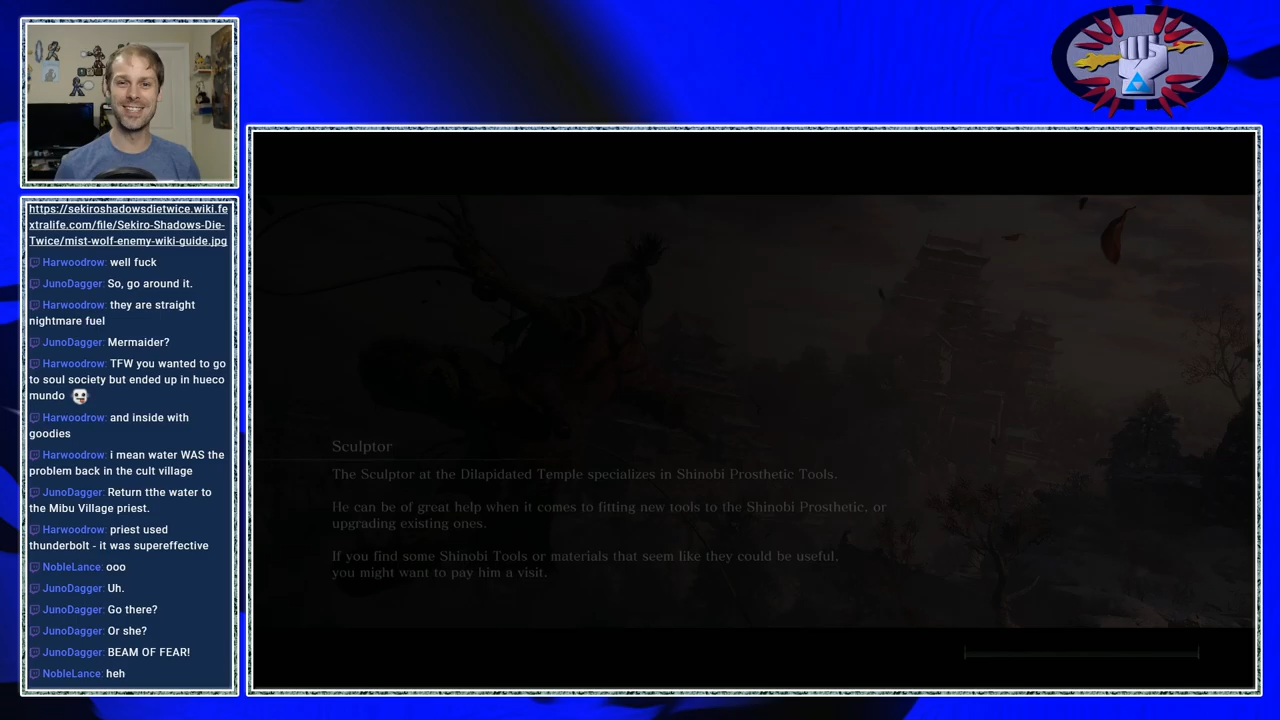 https://sekiroshadowsdietwice.wiki.fe
xtralife.com/file/Sekiro-Shadows-Die-
Twice/mist-wolf-enemy-wiki-guide.jpg
Harwoodrow: well fuck
JunoDagger: So, go around it.
Harwoodrow: they are straight
nightmare fuel
JunoDagger: Mermaider?
Harwoodrow: TFW you wanted to go
to soul society but ended up in hueco
mundo
Harwoodrow: and inside with
goodies
Harwoodrow: i mean water WAS the
problem back in the cult village
JunoDagger: Return tthe water to
the Mibu Village priest.
Harwoodrow: priest used
thunderbolt - it was supereffective
NobleLance: ooo
JunoDagger: Uh.
JunoDagger: Go there?
JunoDagger: Or she?
JunoDagger: BEAM OF FEAR!
NobleLance: heh
Sculptor
The Sculptor at the Dilapidated Temple specializes in Shinobi Prosthetic Tools.
He can be of great help when it comes to fitting new tools to the Shinobi Prosthetic, or
upgrading existing ones.
If you find some Shinobi Tools or materials that seem like they could be useful,
you might want to pay him a visit.